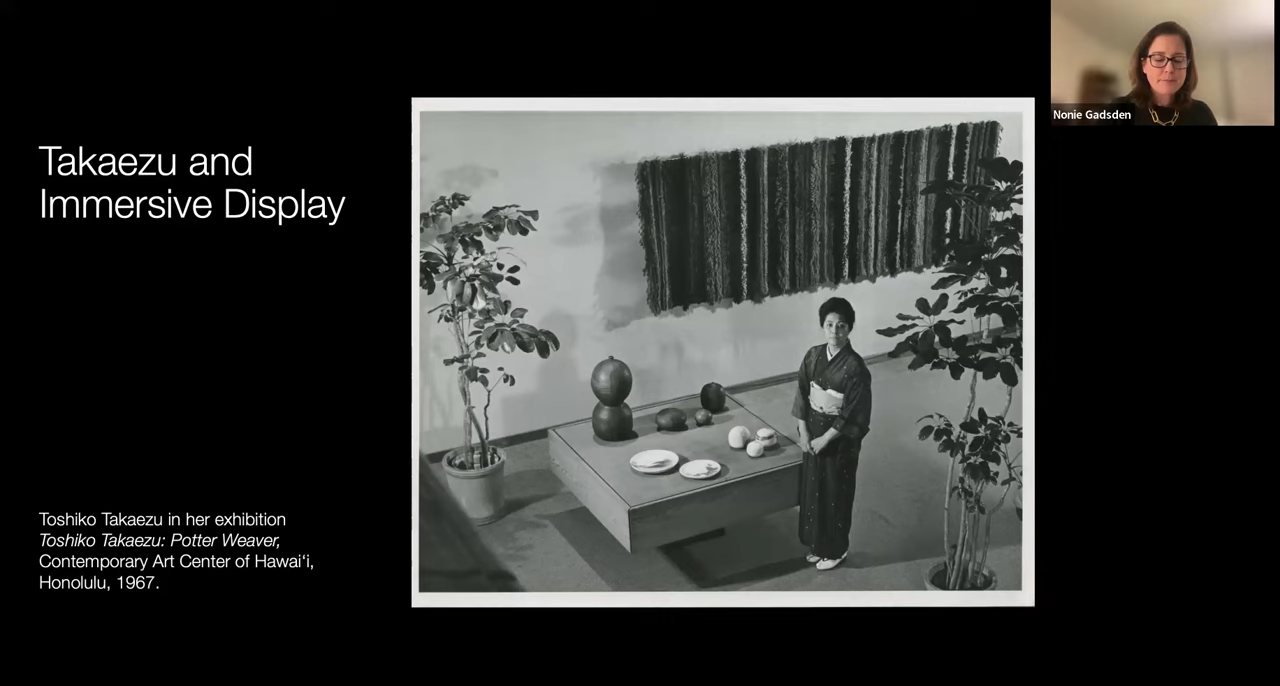 Takaezu and
Immersive Display
Toshiko Takaezu in her exhibition
Toshiko Takaezu: Potter Weaver,
Contemporary Art Center of Hawaiʻi,
Honolulu, 1967.
Nonie Gadsden